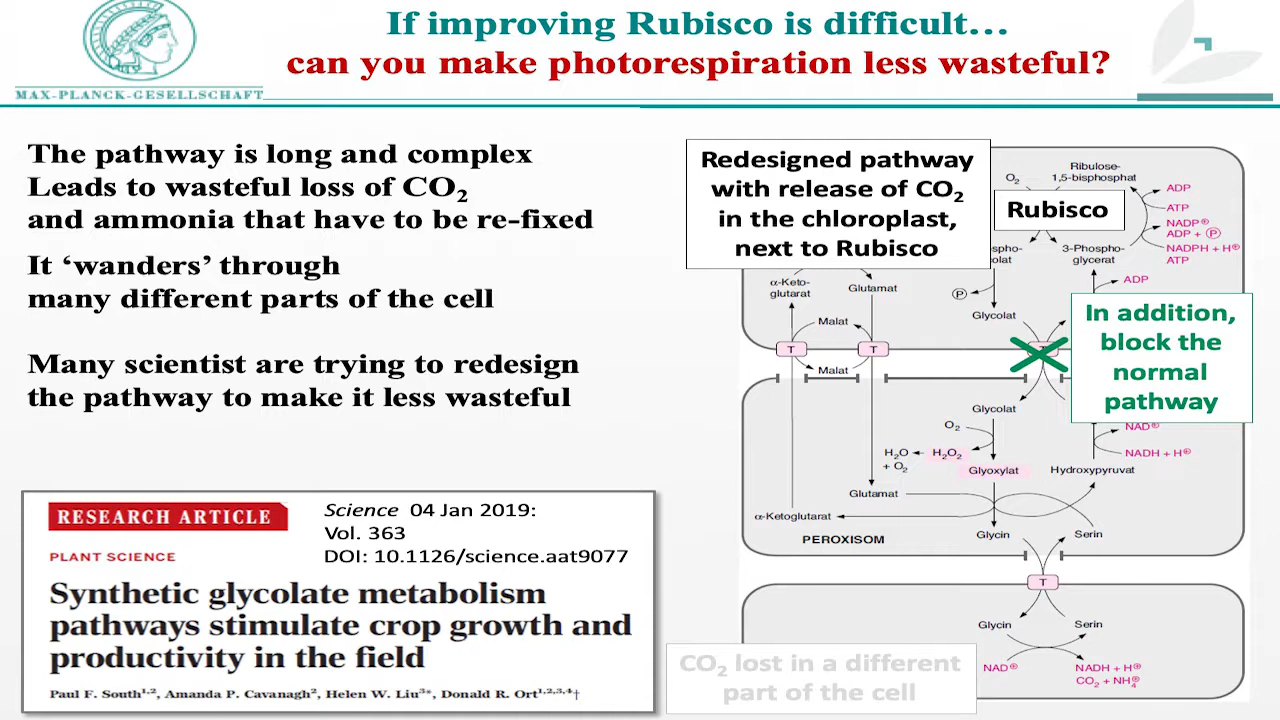 If improving Rubisco is difficult…
can you make photorespiration less wasteful?
MAX-PLANCK-GESELLSCHAFT
The pathway is long and complex
Leads to wasteful loss of CO₂
and ammonia that have to be re-fixed
It ‘wanders’ through
many different parts of the cell
Many scientist are trying to redesign
the pathway to make it less wasteful
RESEARCH ARTICLE
Science 04 Jan 2019:
Vol. 363
DOI: 10.1126/science.aat9077
PLANT SCIENCE
Synthetic glycolate metabolism
pathways stimulate crop growth and
productivity in the field
Paul F. South¹,², Amanda P. Cavanagh², Helen W. Liu³*, Donald R. Ort¹,²,³,⁴†
Redesigned pathway
with release of CO₂
in the chloroplast,
next to Rubisco
O₂
Ribulose-
1,5-bisphosphat
Rubisco
ADP
ATP
NADP⊕
ADP + Ⓟ
NADPH + H⊕
ATP
spho-
olat
3-Phospho-
glycerat
ADP
α-Keto-
glutarat
Glutamat
Ⓟ
Glycolat
Malat
T
T
Malat
In addition,
block the
normal
pathway
Glycolat
O₂
H₂O
+ O₂
H₂O₂
NAD⊕
NADH + H⊕
Glyoxylat
Hydroxypyruvat
Glutamat
α-Ketoglutarat
PEROXISOM
Glycin
Serin
T
Glycin
Serin
NAD⊕
NADH + H⊕
CO₂ + NH₄⊕
CO₂ lost in a different
part of the cell